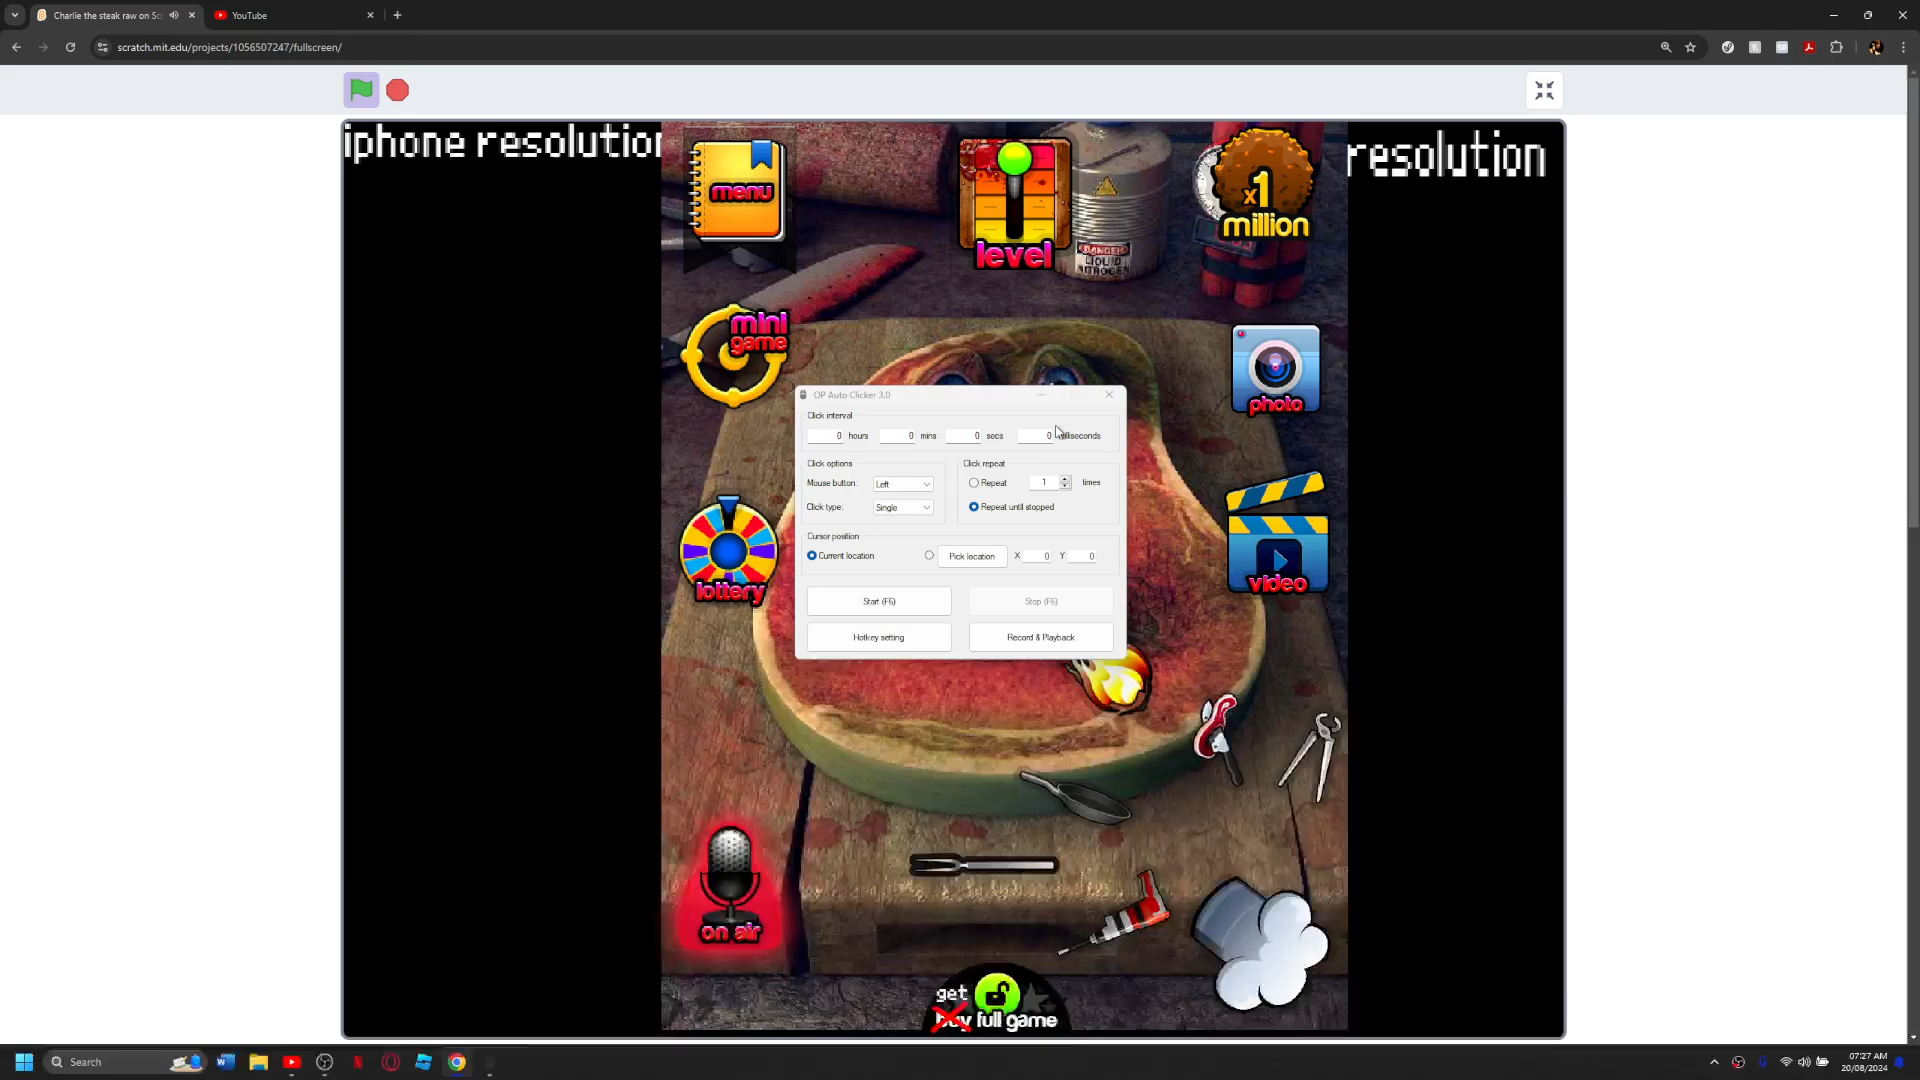 Charlie the steak raw on Sc
YouTube
scratch.mit.edu/projects/1056507247/fullscreen/
iphone resolution
resolution
menu
level
x1
million
DANGER
LIQUID
NITROGEN
mini
game
photo
OP Auto Clicker 3.0
Click interval
0 hours 0 mins 0 secs 0 milliseconds
Click options
Click repeat
Mouse button: Left
Repeat 1 times
Click type: Single
Repeat until stopped
Cursor position
Current location
Pick location X 0 Y 0
Start (F6)
Stop (F6)
Hotkey setting
Record & Playback
lottery
video
on air
get
buy full game
Search
07:27 AM
20/08/2024